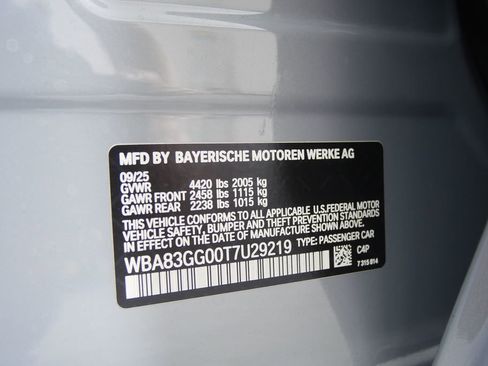 MFD BY BAYERISCHE MOTOREN WERKE AG
09/25
GVWR 4420 lbs 2005 kg
GAWR FRONT 2458 lbs 1115 kg
GAWR REAR 2238 lbs 1015 kg
THIS VEHICLE CONFORMS TO ALL APPLICABLE U.S. FEDERAL MOTOR
VEHICLE SAFETY, BUMPER, AND THEFT PREVENTION STANDARDS IN
EFFECT ON THE DATE OF MANUFACTURE SHOWN ABOVE.
WBA83GG00T7U29219 TYPE: PASSENGER CAR
C4P
7 315 814